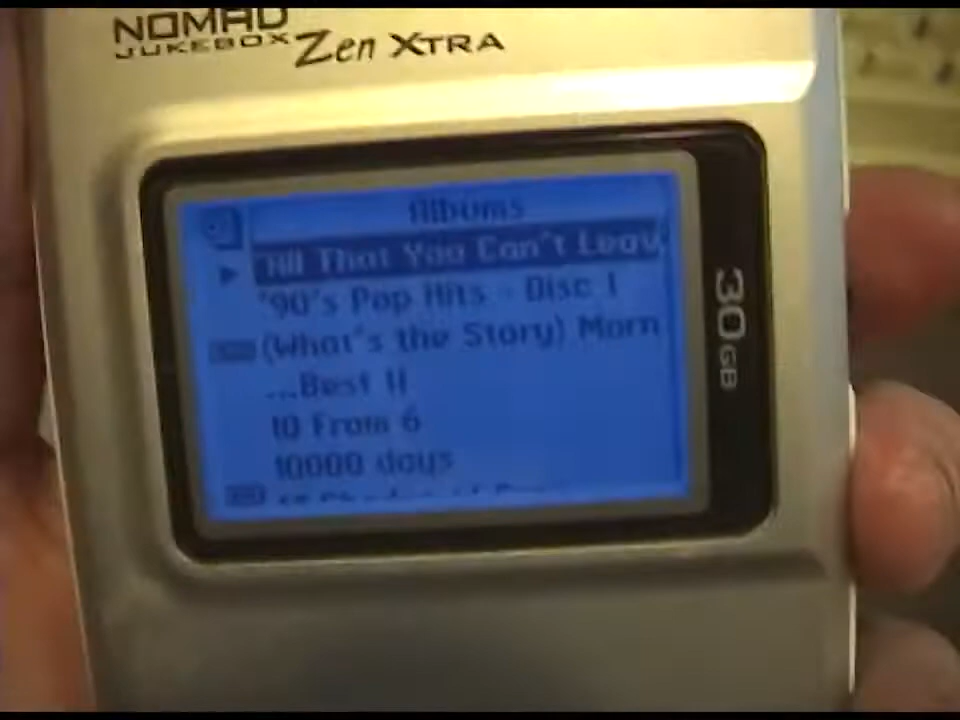 NOMAD
JUKEBOX Zen XTRA
Albums
'All That You Can't Leav
'90's Pop Hits - Disc 1
(What's the Story) Morn
...Best II
10 From 6
10000 days
30GB